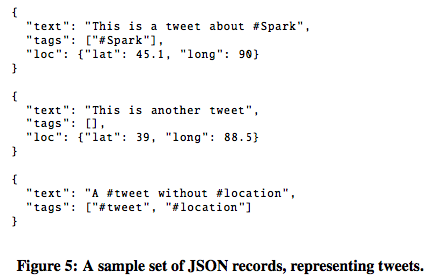 {
  "text": "This is a tweet about #Spark",
  "tags": ["#Spark"],
  "loc": {"lat": 45.1, "long": 90}
}
{
  "text": "This is another tweet",
  "tags": [],
  "loc": {"lat": 39, "long": 88.5}
}
{
  "text": "A #tweet without #location",
  "tags": ["#tweet", "#location"]
}
Figure 5: A sample set of JSON records, representing tweets.